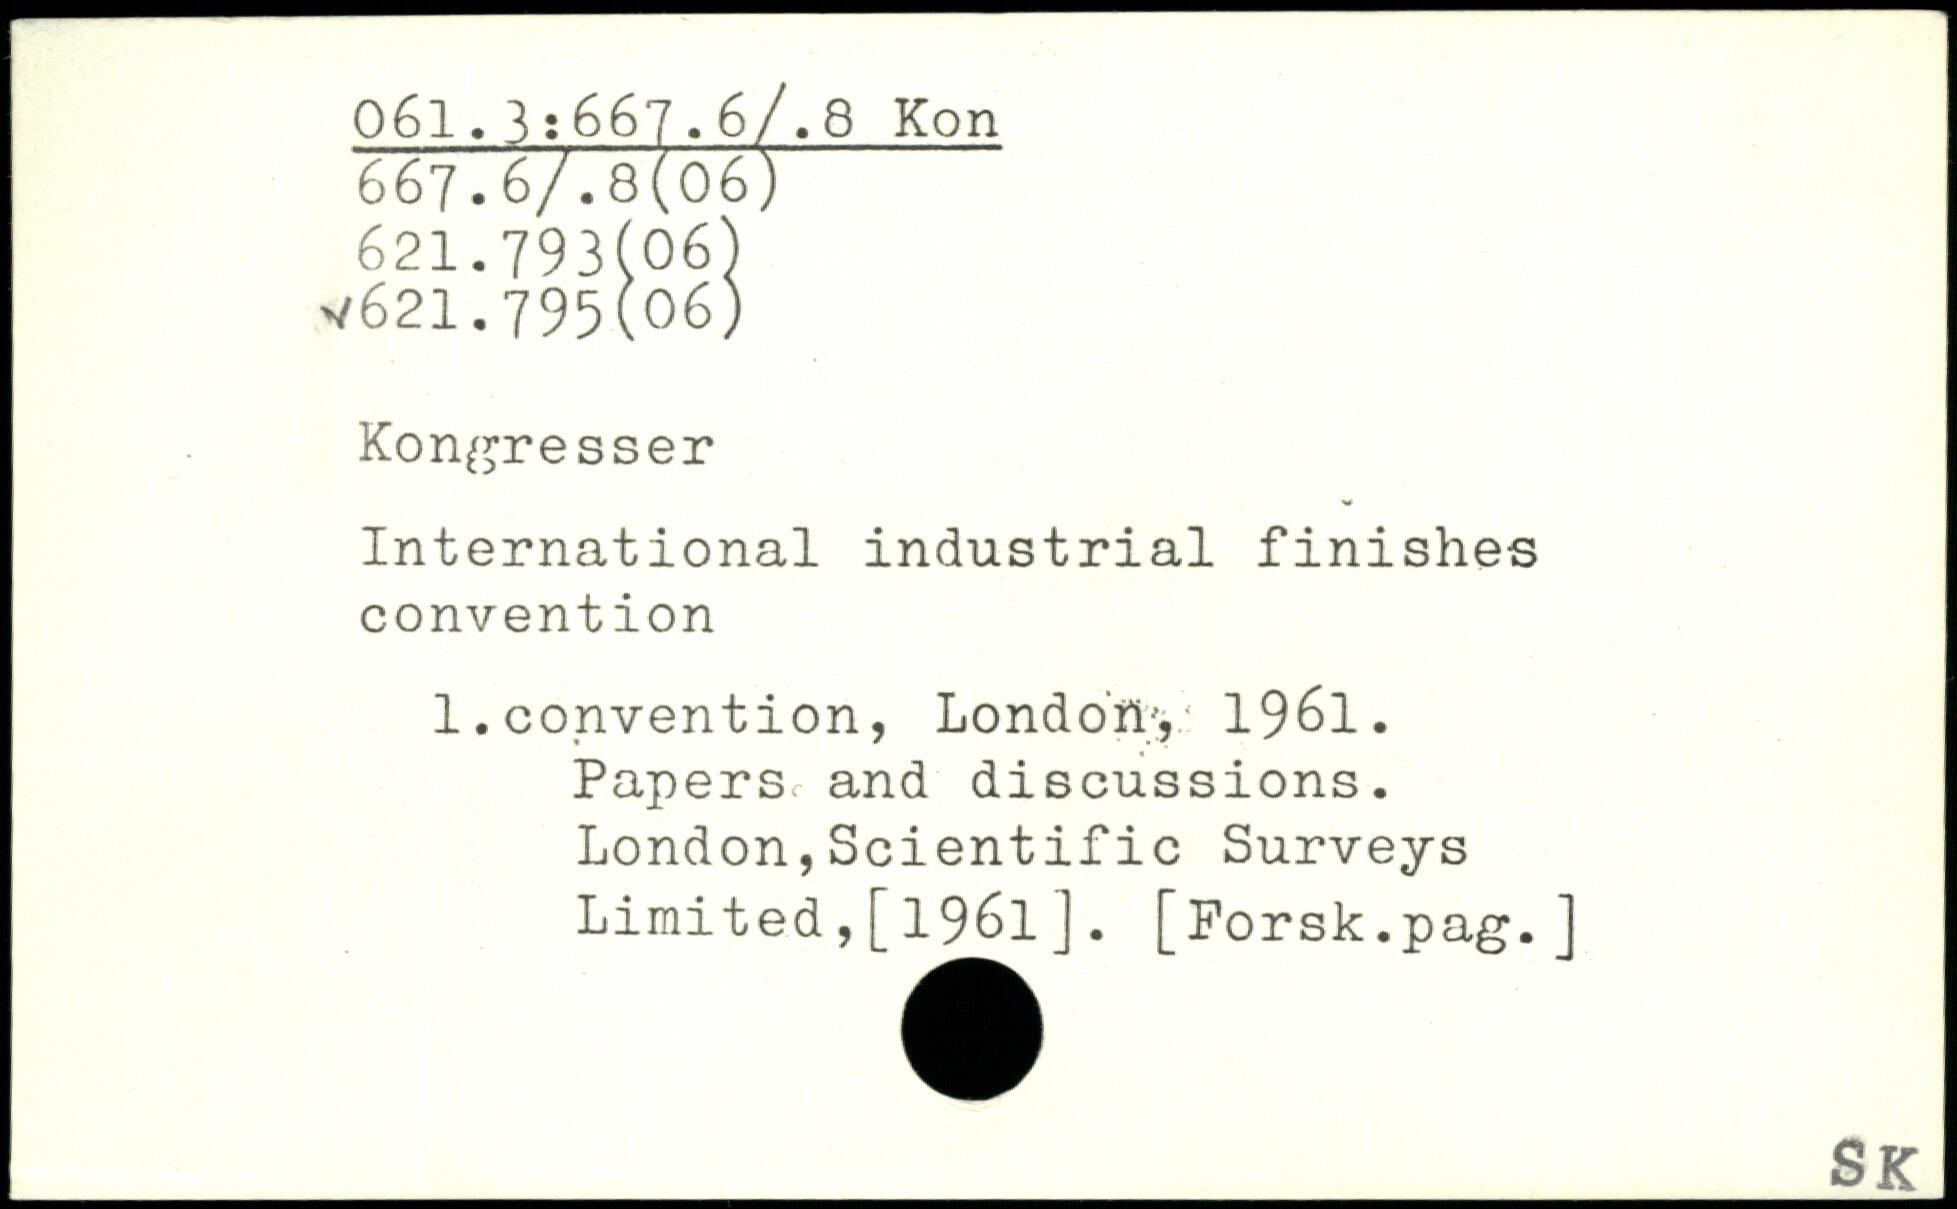 061.3:667.6/.8 Kon
667.6/.8(06)
621.793(06)
✓621.795(06)
Kongresser
International industrial finishes
convention
1.convention, London, 1961.
Papers and discussions.
London,Scientific Surveys
Limited,[1961]. [Forsk.pag.]
SK